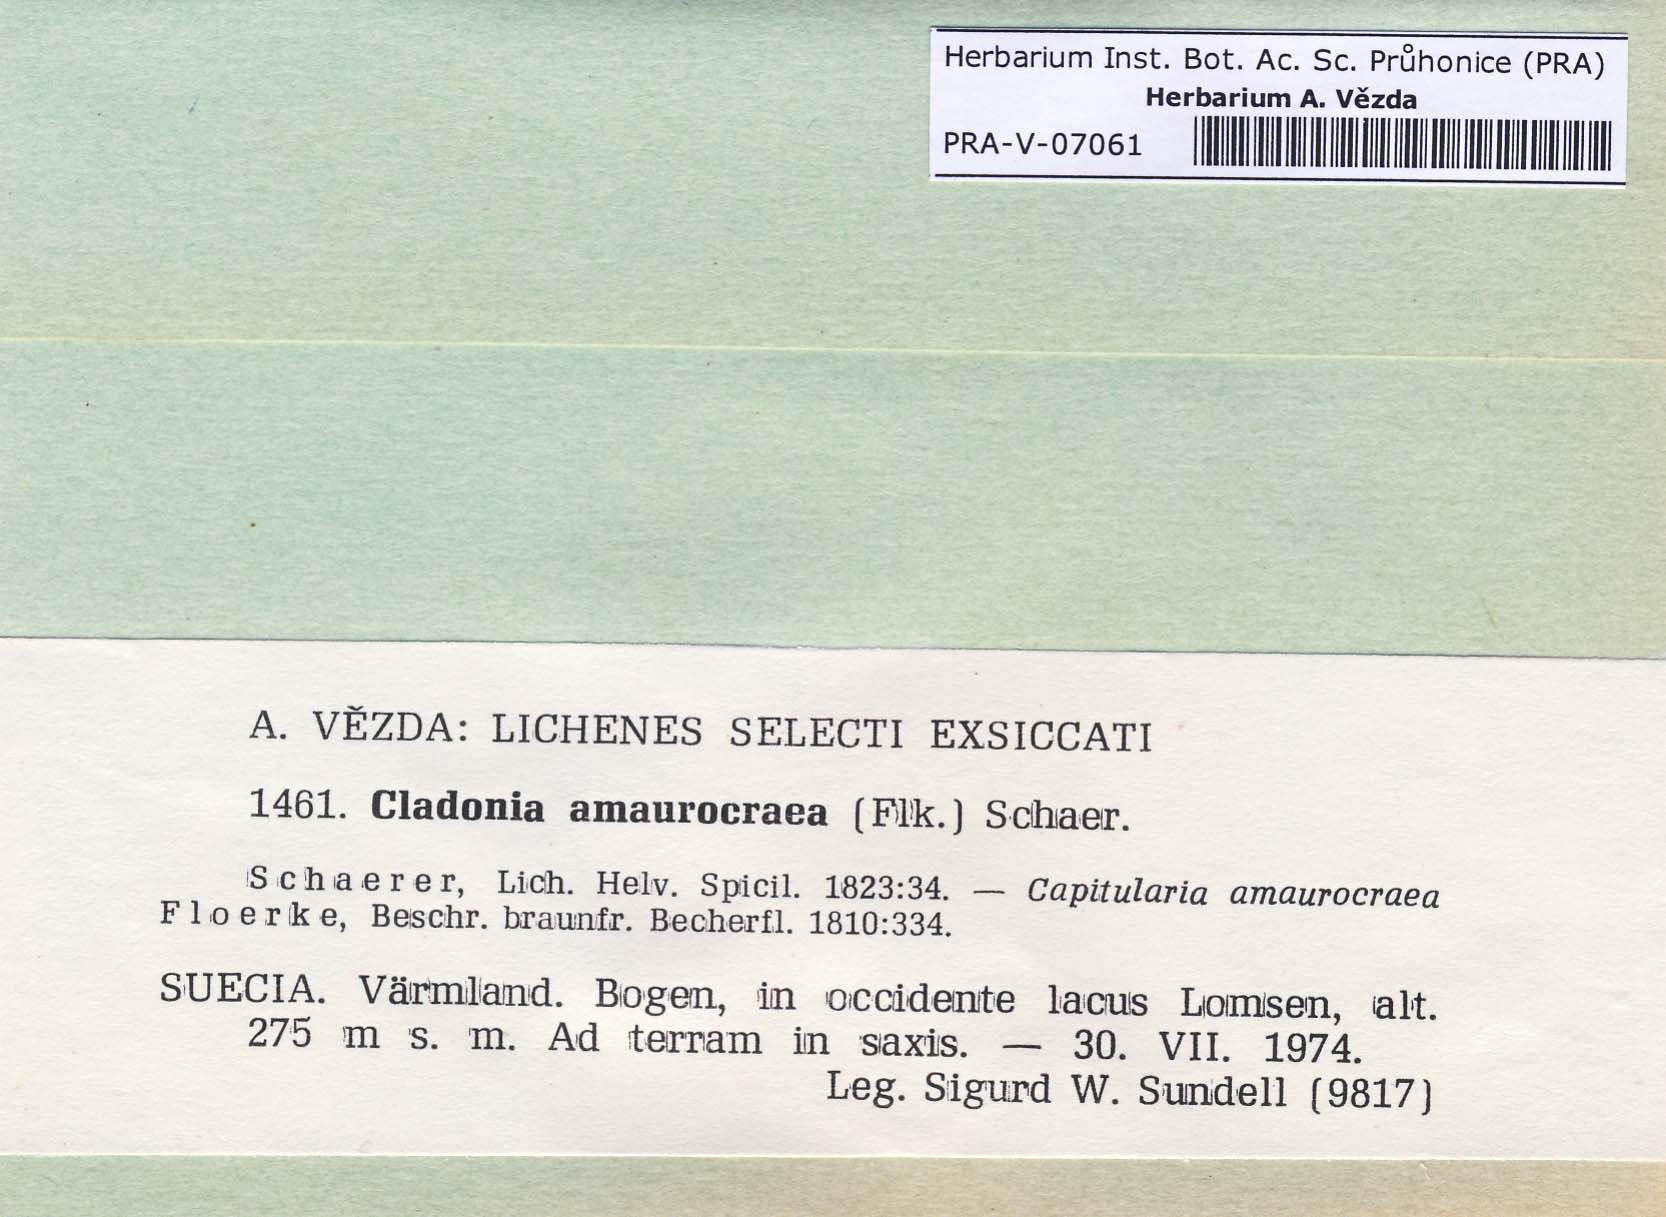 Herbarium Inst. Bot. Ac. Sc. Průhonice (PRA)
Herbarium A. Vězda
PRA-V-07061
A. VĚZDA: LICHENES SELECTI EXSICCATI
1461. Cladonia amaurocraea (Flk.) Schaer.
Schaerer, Lich. Helv. Spicil. 1823:34. — Capitularia amaurocraea
Floerke, Beschr. braunfr. Becherfl. 1810:334.
SUECIA. Värmland. Bogen, in occidente lacus Lomsen, alt.
275 m s. m. Ad terram in saxis. — 30. VII. 1974.
Leg. Sigurd W. Sundell (9817)